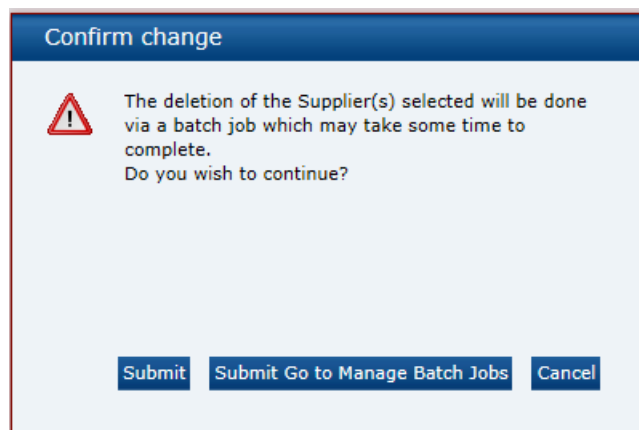 Confirm change
The deletion of the Supplier(s) selected will be done
via a batch job which may take some time to
complete.
Do you wish to continue?
Submit
Submit Go to Manage Batch Jobs
Cancel